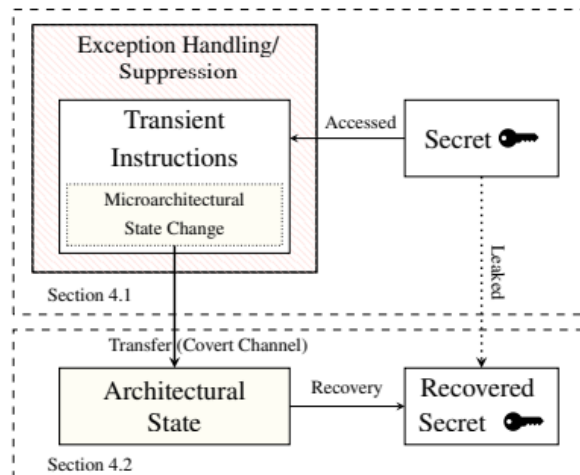 Exception Handling/
Suppression
Transient
Instructions
Microarchitectural
State Change
Accessed
Secret
Leaked
Section 4.1
Transfer (Covert Channel)
Architectural
State
Recovery
Recovered
Secret
Section 4.2